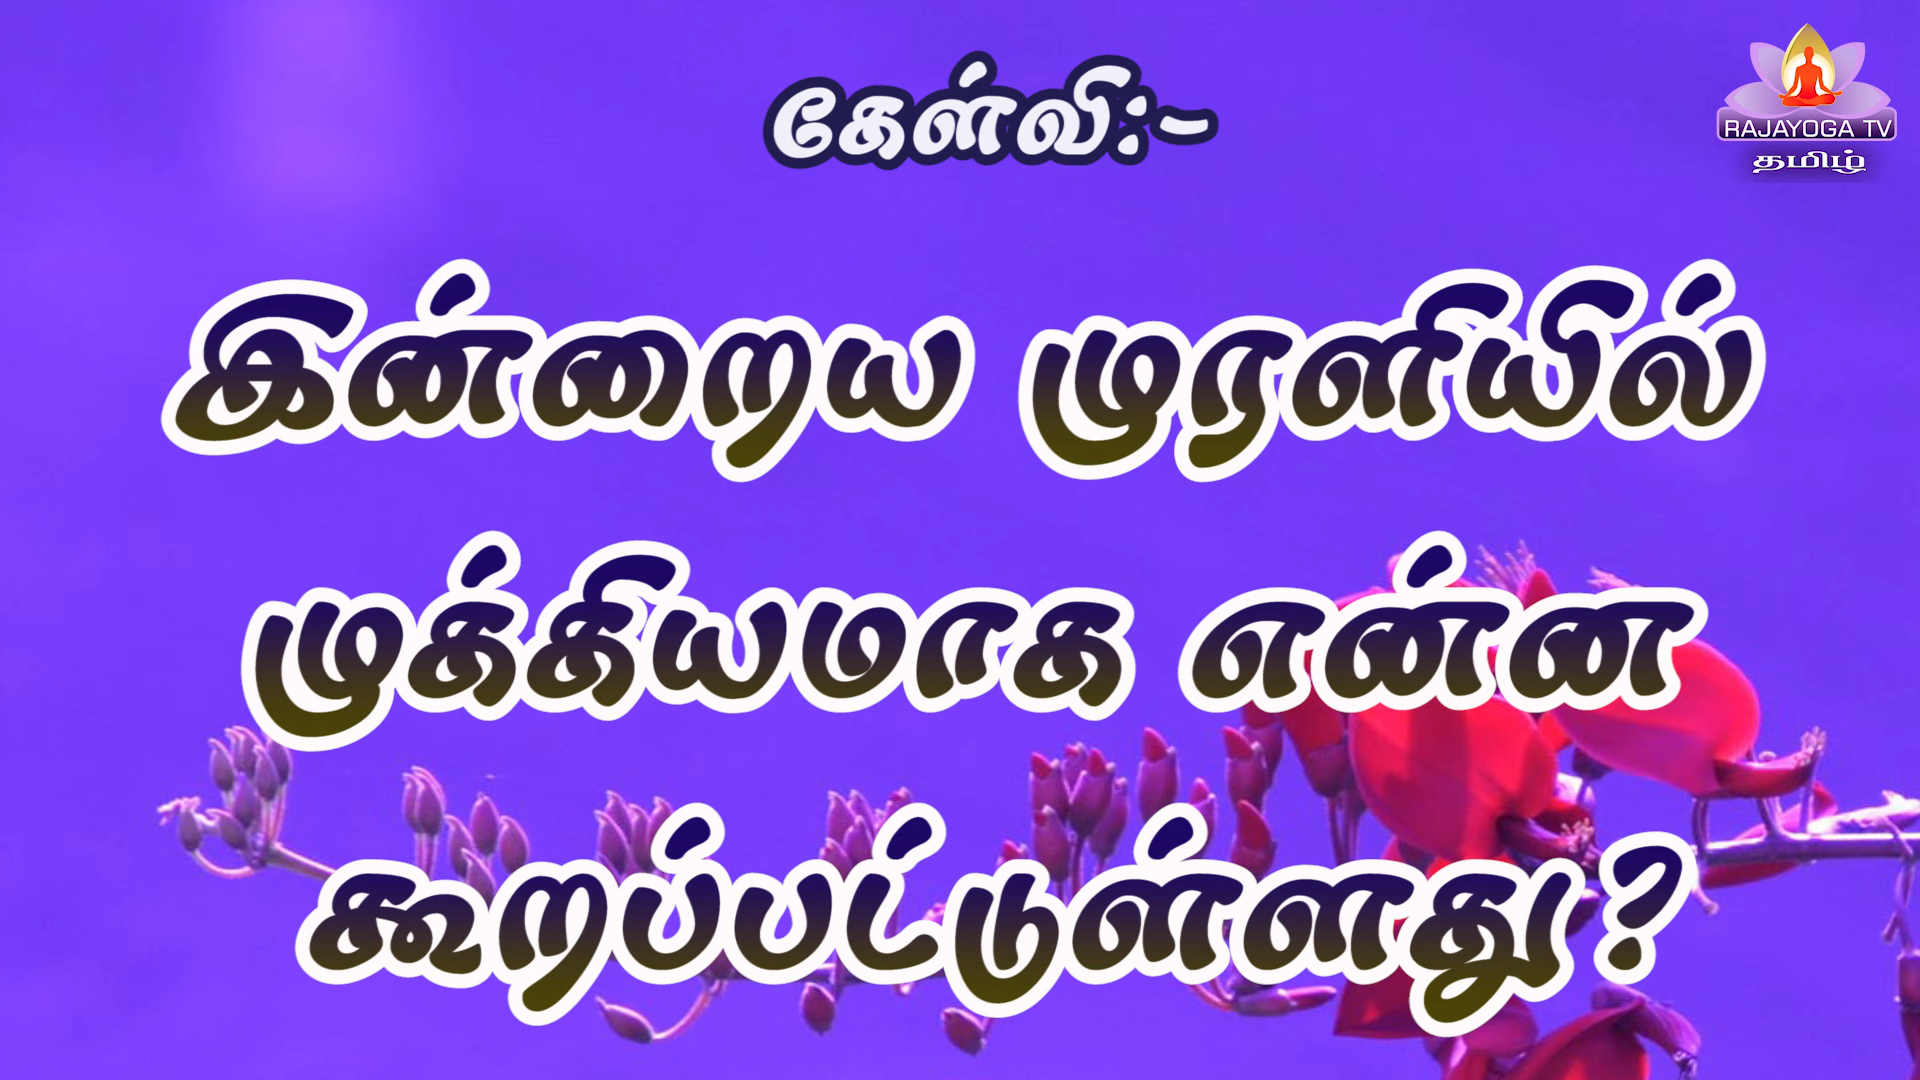 கேள்வி:-
RAJAYOGA TV
தமிழ்
இன்றைய முரளியில்
முக்கியமாக என்ன
கூறப்பட்டுள்ளது?